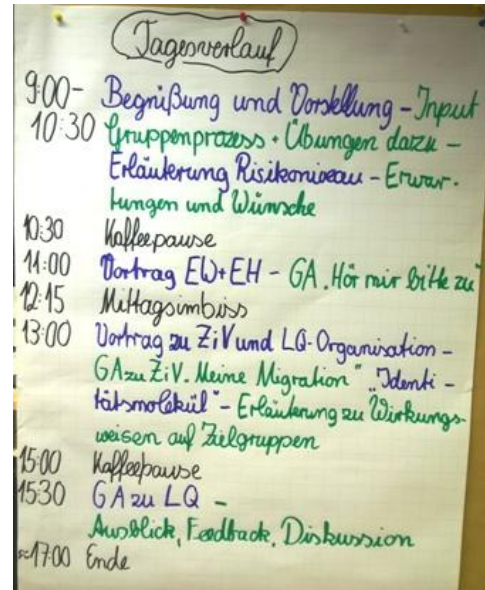 Tagesverlauf
9:00- Begrüßung und Vorstellung - Input
10:30 Gruppenprozess + Übungen dazu -
Erläuterung Risikoniveau - Erwar-
tungen und Wünsche
10:30 Kaffeepause
11:00 Vortrag EW+EH - GA „Hör mir bitte zu"
12:15 Mittagsimbiss
13:00 Vortrag zu ZiV und LQ-Organisation -
GA zu ZiV „Meine Migration" „Identi-
tätsmolekül" - Erläuterung zu Wirkungs-
weisen auf Zielgruppen
15:00 Kaffeepause
15:30 GA zu LQ -
Ausblick, Feedback, Diskussion
≈17:00 Ende